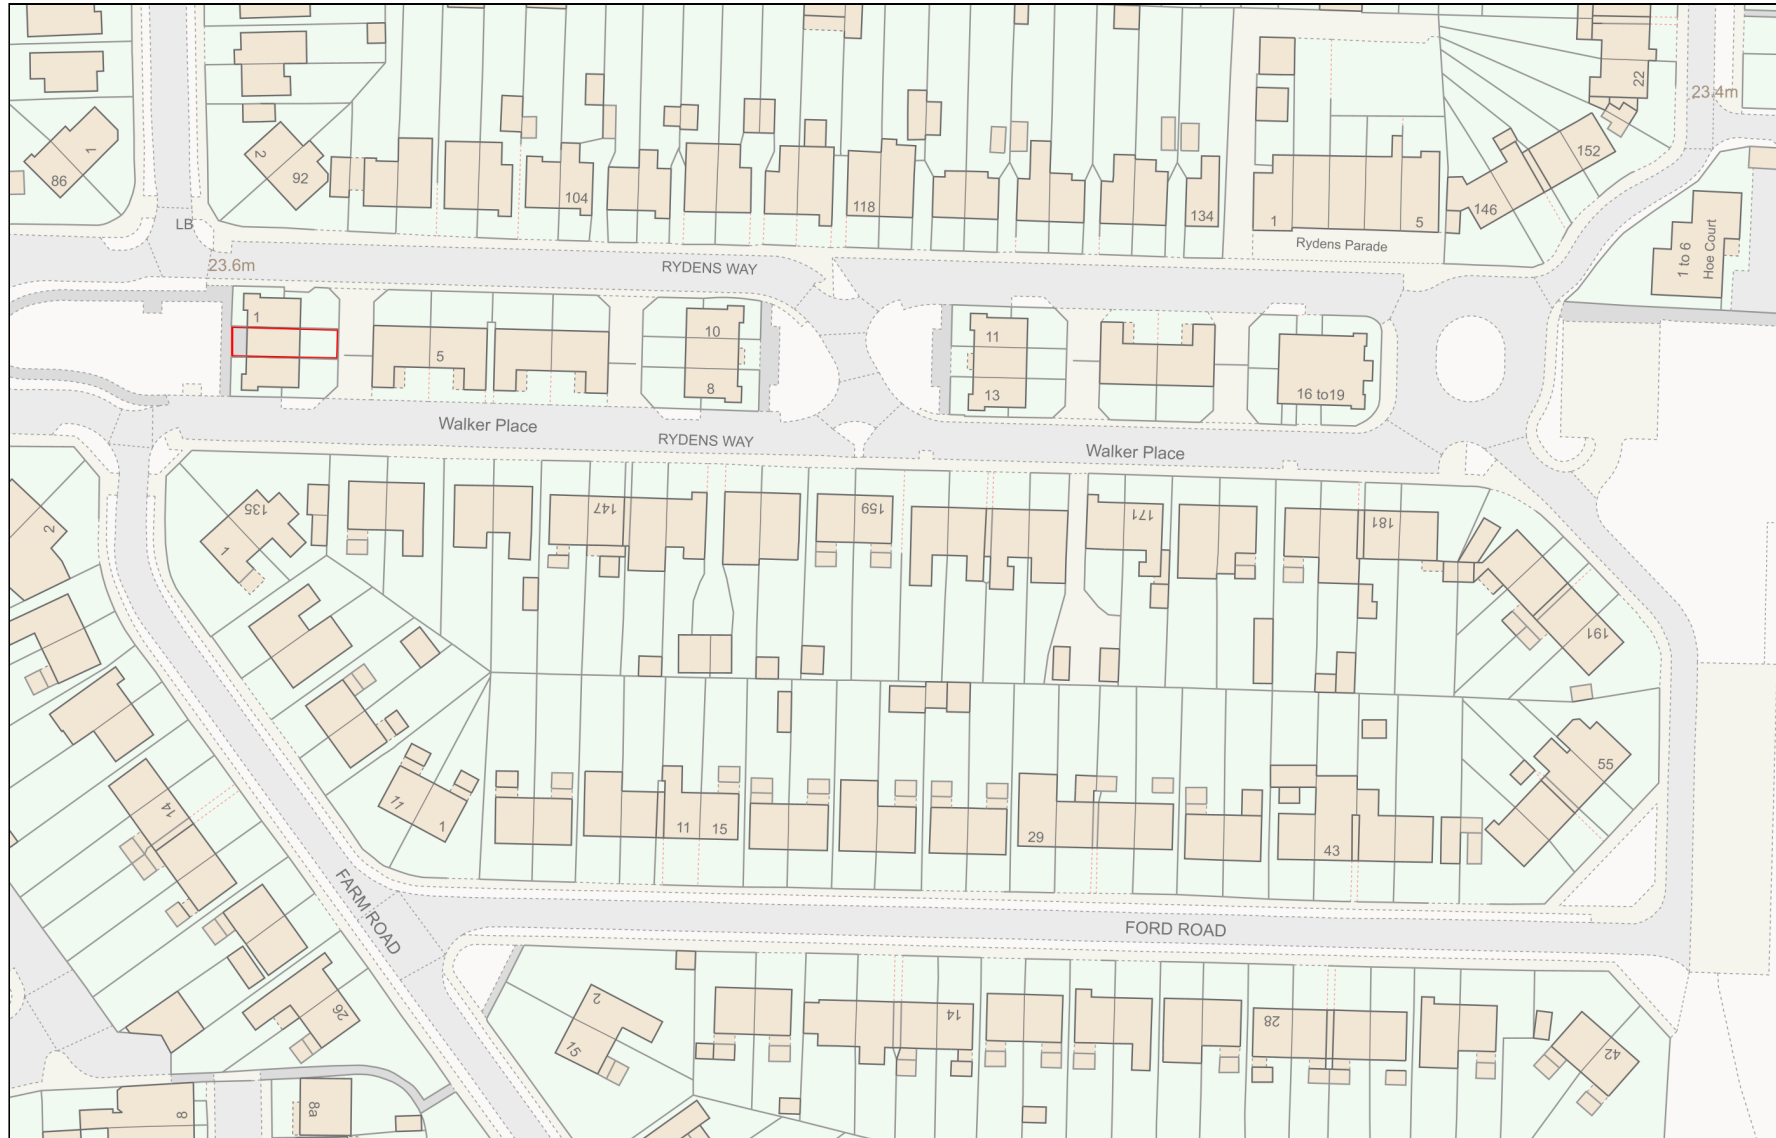 22
23.4m
1
86
2
92
152
104
118
134
1
5
146
LB
Rydens Parade
1 to 6
Hoe Court
23.6m
RYDENS WAY
1
5
10
8
11
13
16 to19
Walker Place
RYDENS WAY
Walker Place
2
135
1
147
159
171
181
191
14
11
1
11
15
29
43
55
FARM ROAD
FORD ROAD
26
2
15
14
28
42
8
8a